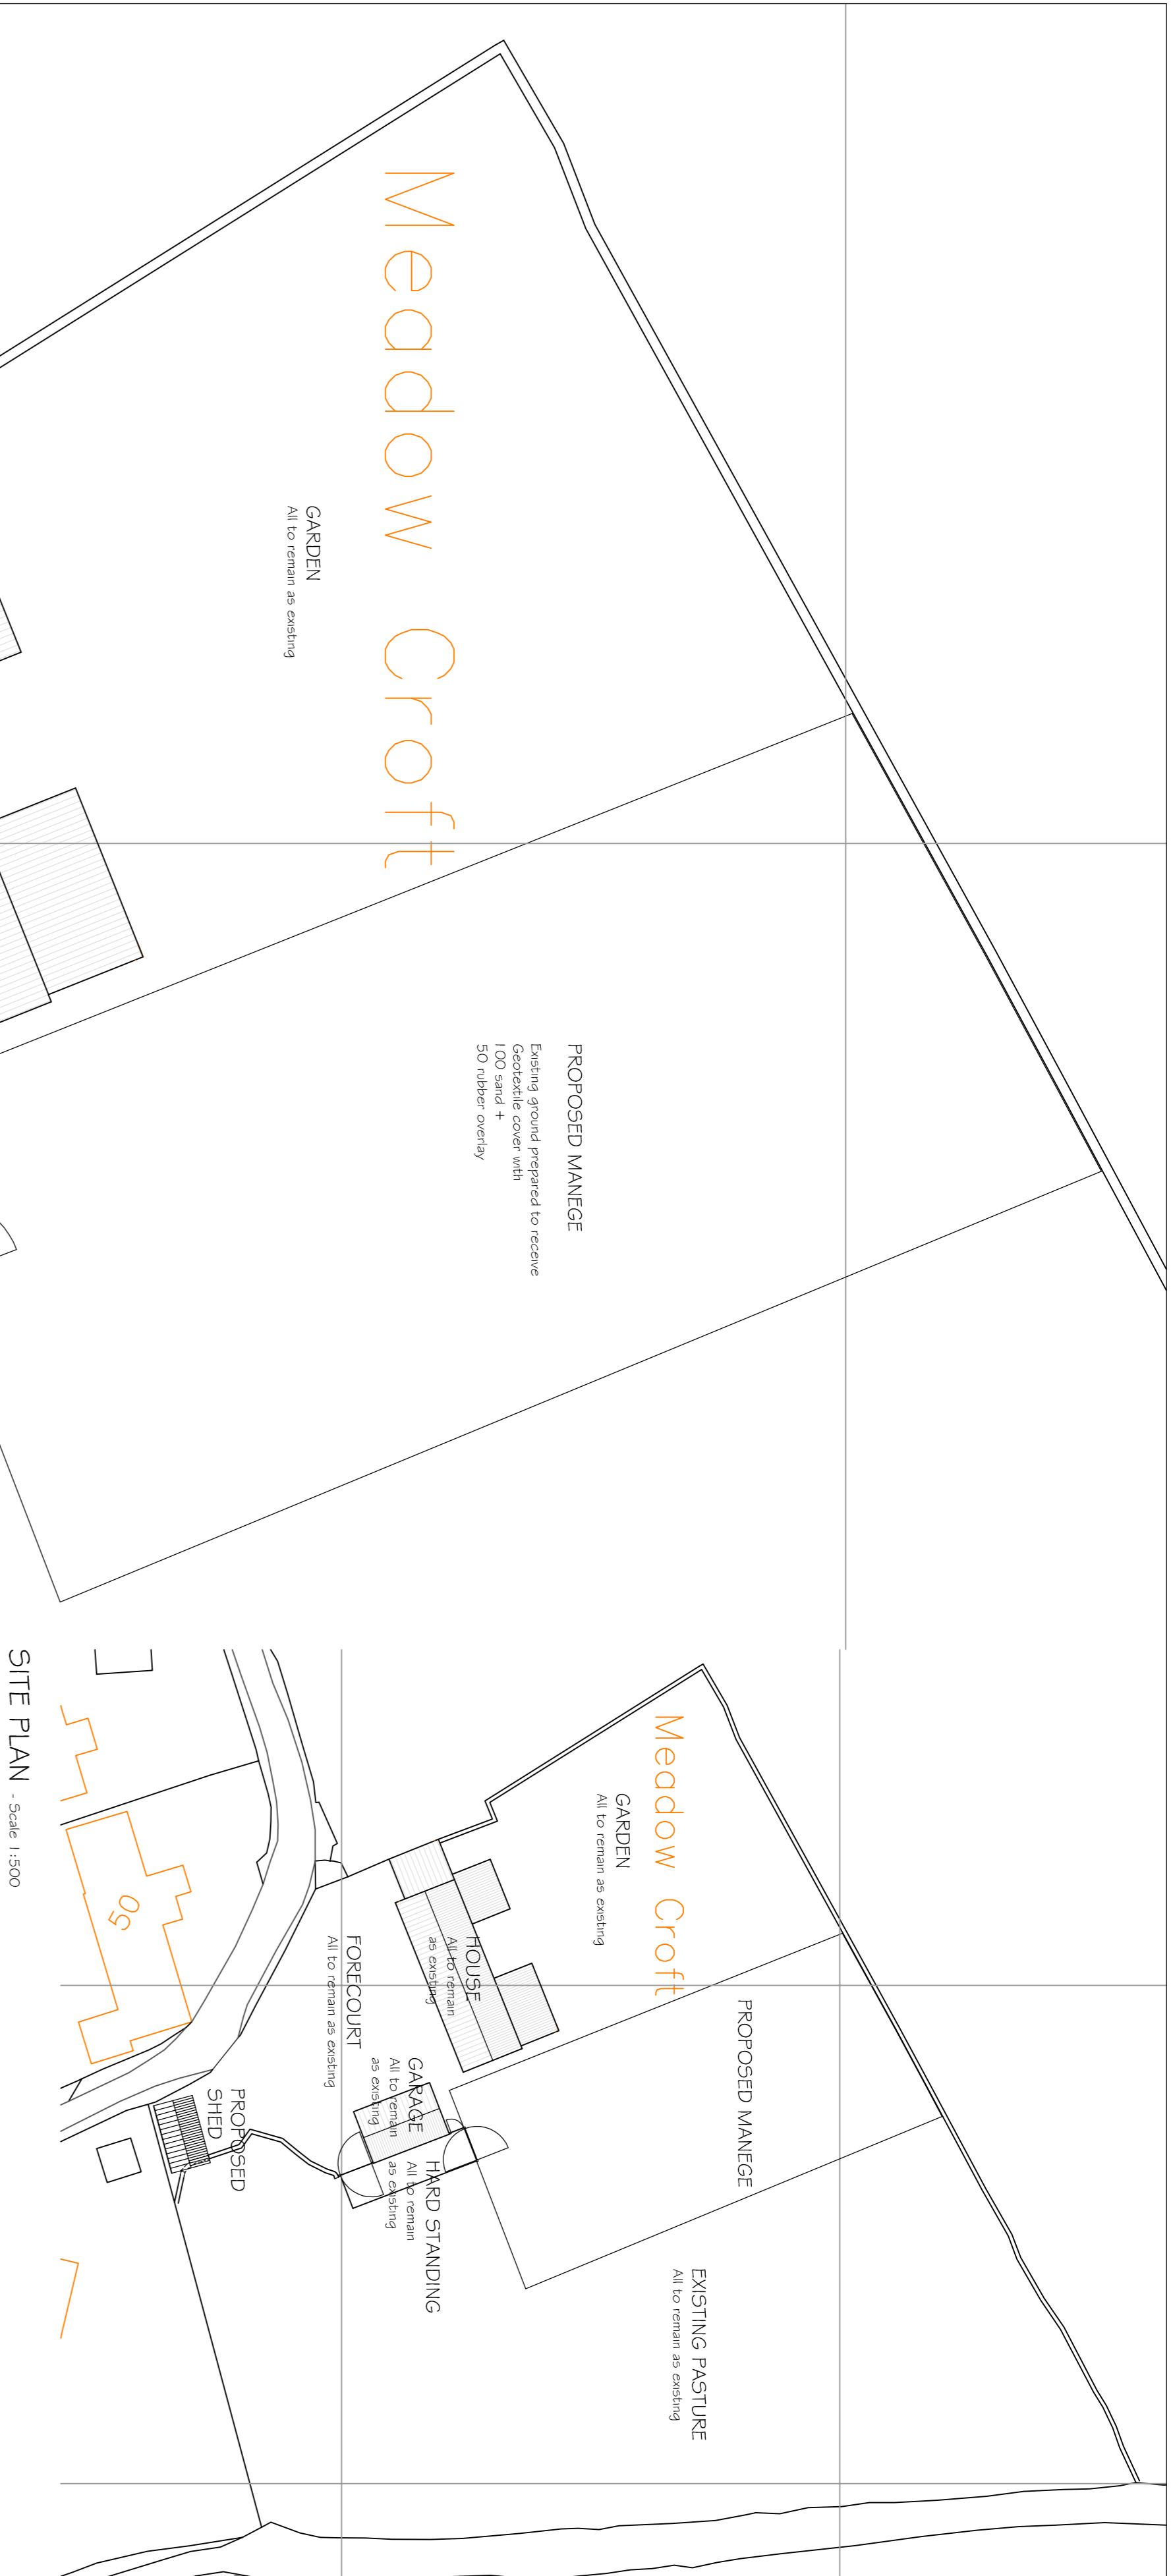 Meadow Croft
GARDEN
All to remain as existing
PROPOSED MANEGE
Existing ground prepared to receive
Geotextile cover with
100 sand +
50 rubber overlay
Meadow Croft
GARDEN
All to remain as existing
PROPOSED MANEGE
EXISTING PASTURE
All to remain as existing
HOUSE
All to remain
as existing
FORECOURT
All to remain as existing
GARAGE
All to remain
as existing
HARD STANDING
All to remain
as existing
PROPOSED
SHED
50
SITE PLAN - Scale 1:500